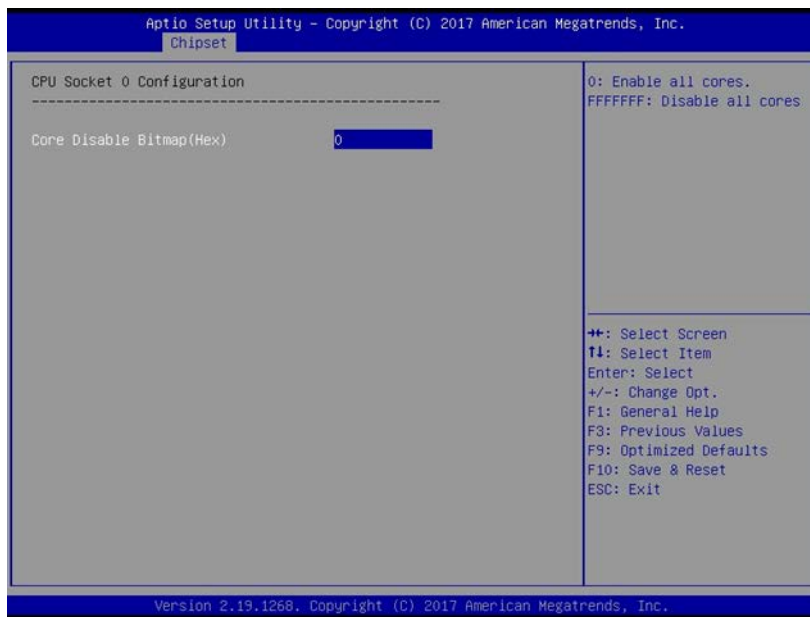 Aptio Setup Utility – Copyright (C) 2017 American Megatrends, Inc.
Chipset
CPU Socket 0 Configuration
--------------------------------------------------
Core Disable Bitmap(Hex) 0
0: Enable all cores.
FFFFFFF: Disable all cores
→←: Select Screen
↑↓: Select Item
Enter: Select
+/-: Change Opt.
F1: General Help
F3: Previous Values
F9: Optimized Defaults
F10: Save & Reset
ESC: Exit
Version 2.19.1268. Copyright (C) 2017 American Megatrends, Inc.